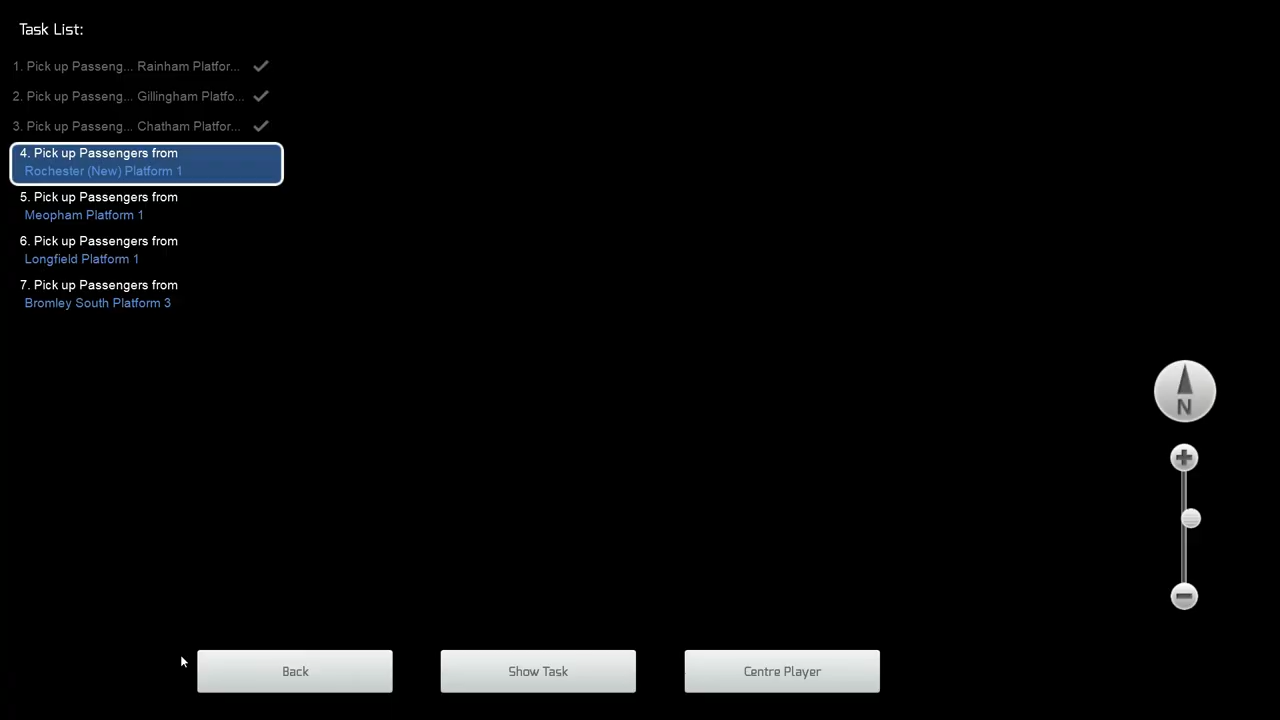 Task List:
1. Pick up Passeng... Rainham Platfor...
2. Pick up Passeng... Gillingham Platfo...
3. Pick up Passeng... Chatham Platfor...
4. Pick up Passengers from
Rochester (New) Platform 1
5. Pick up Passengers from
Meopham Platform 1
6. Pick up Passengers from
Longfield Platform 1
7. Pick up Passengers from
Bromley South Platform 3
N
Back
Show Task
Centre Player